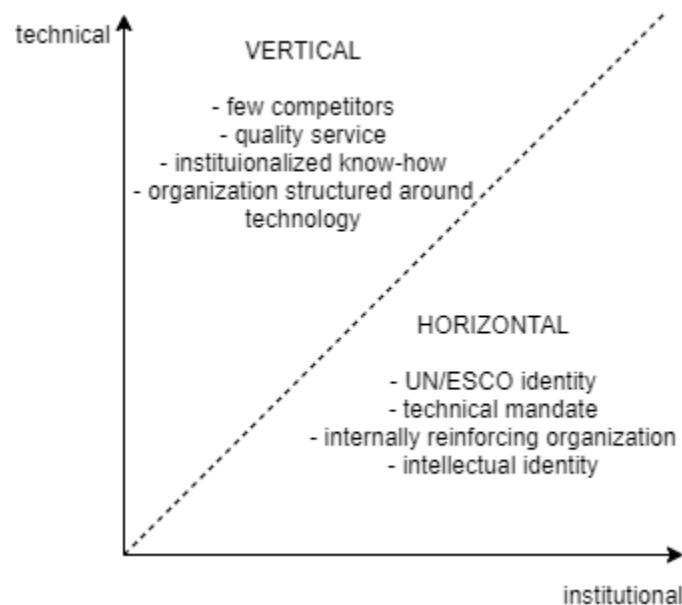 technical
VERTICAL
- few competitors
- quality service
- instituionalized know-how
- organization structured around
technology
HORIZONTAL
- UN/ESCO identity
- technical mandate
- internally reinforcing organization
- intellectual identity
institutional